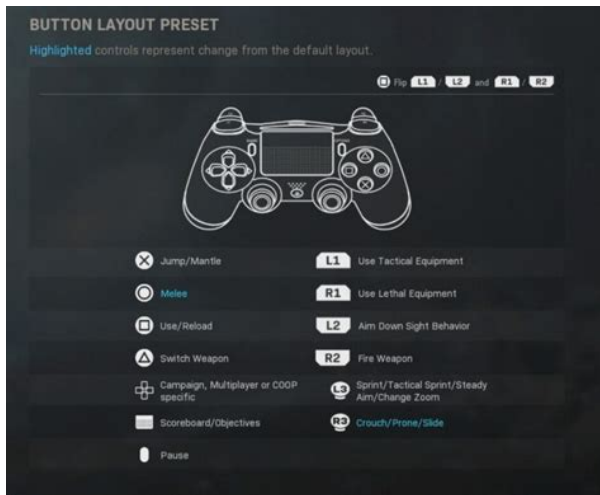 BUTTON LAYOUT PRESET
Highlighted controls represent change from the default layout.
Flip L1 / L2 and R1 / R2
Jump/Mantle
L1 Use Tactical Equipment
Melee
R1 Use Lethal Equipment
Use/Reload
L2 Aim Down Sight Behavior
Switch Weapon
R2 Fire Weapon
Campaign, Multiplayer or COOP
specific
L3 Sprint/Tactical Sprint/Steady
Aim/Change Zoom
Scoreboard/Objectives
R3 Crouch/Prone/Slide
Pause